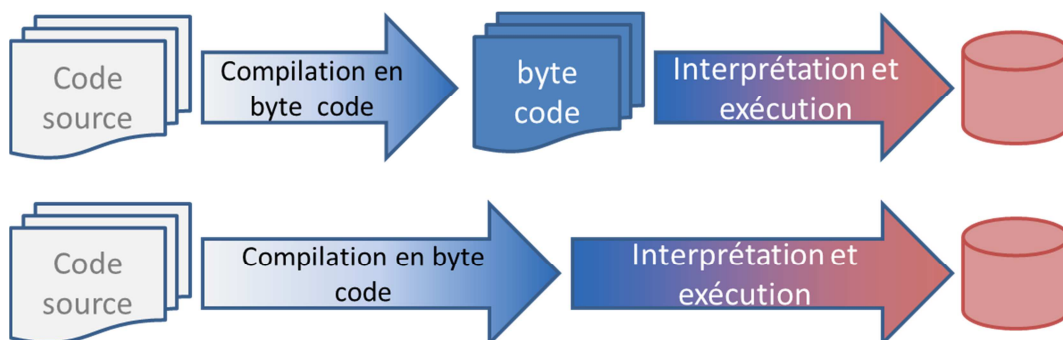 Code
source
Compilation en
byte code
byte
code
Interprétation et
exécution
Code
source
Compilation en byte
code
Interprétation et
exécution